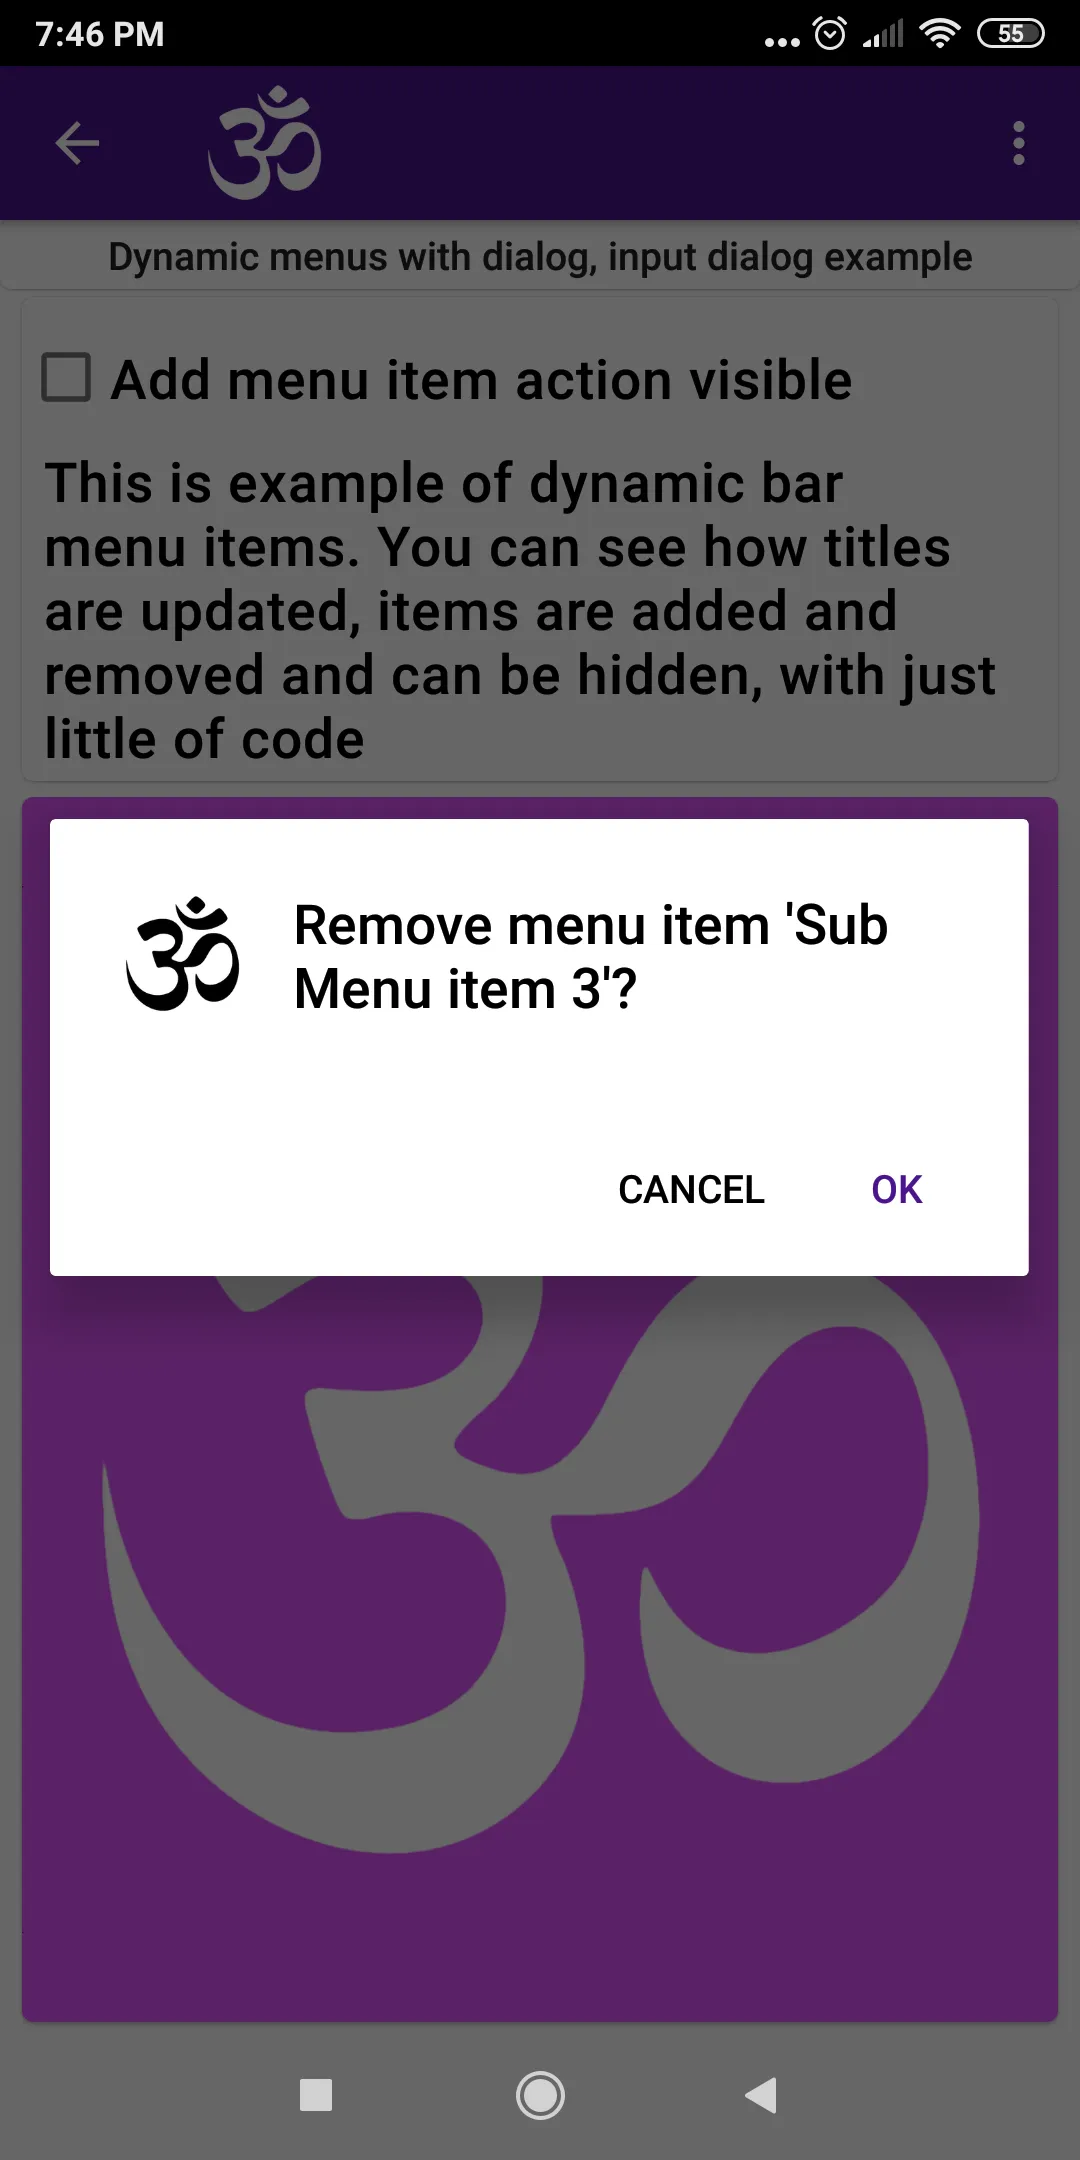 7:46 PM
55
ॐ
Dynamic menus with dialog, input dialog example
Add menu item action visible
This is example of dynamic bar
menu items. You can see how titles
are updated, items are added and
removed and can be hidden, with just
little of code
ॐ
Remove menu item 'Sub
Menu item 3'?
CANCEL
OK
ॐ